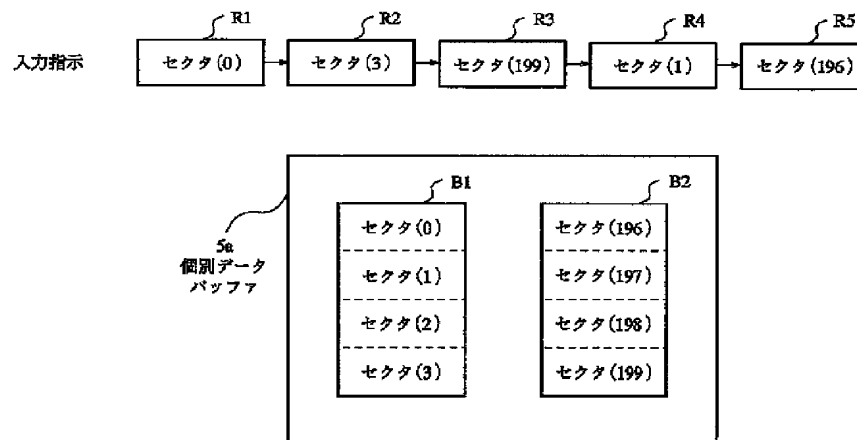 R1 R2 R3 R4 R5
入力指示 セクタ(0) セクタ(3) セクタ(199) セクタ(1) セクタ(196)
B1 B2
セクタ(0) セクタ(196)
5a
個別データ
バッファ
セクタ(1) セクタ(197)
セクタ(2) セクタ(198)
セクタ(3) セクタ(199)